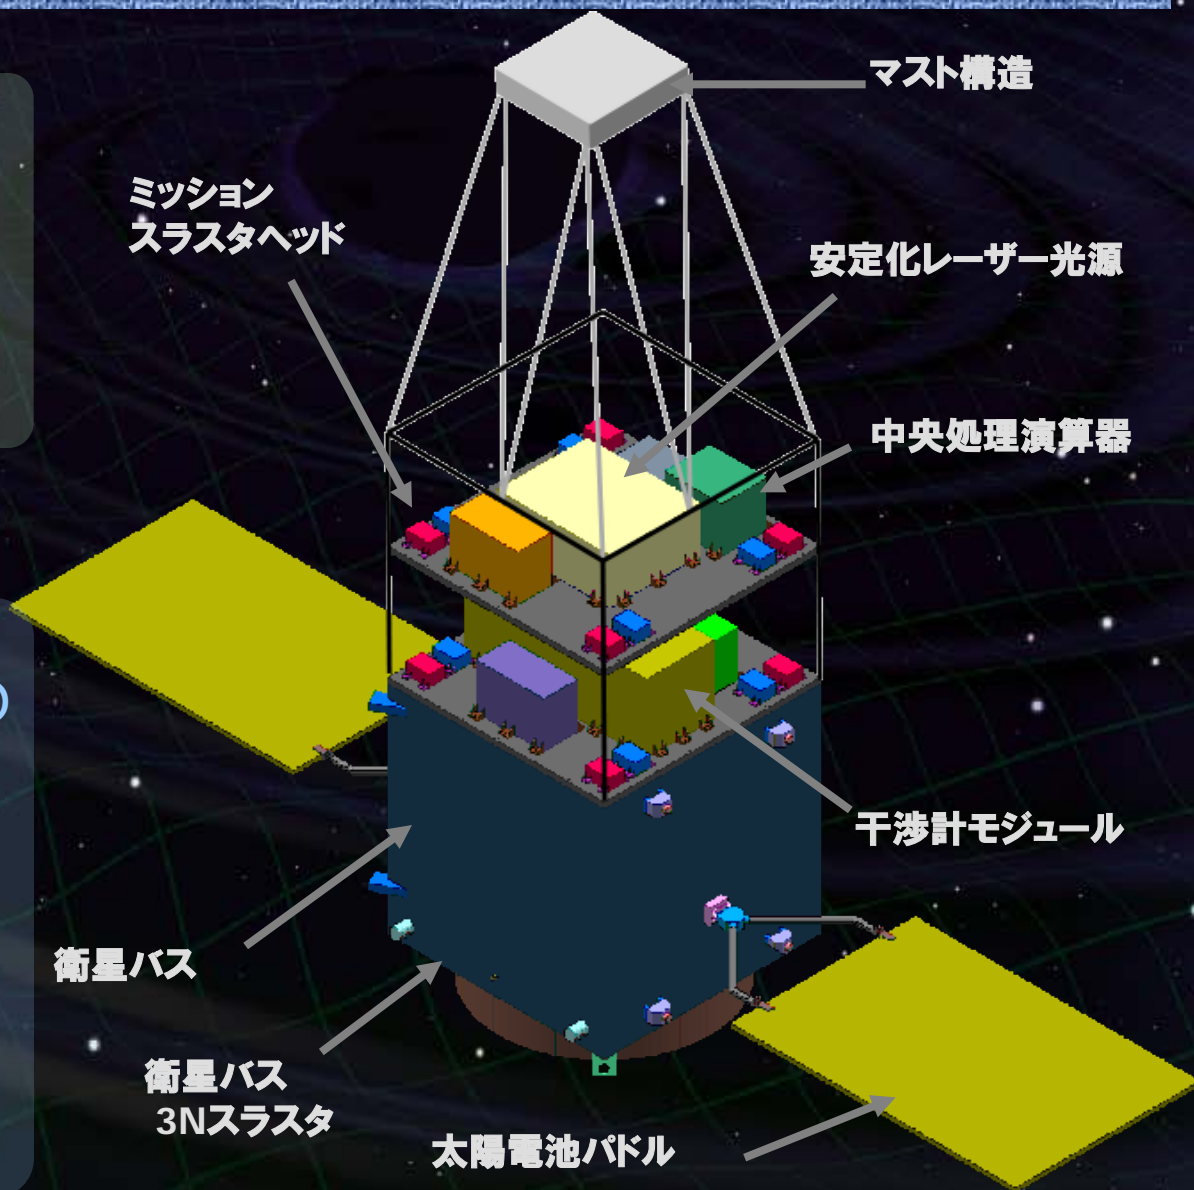 マスト構造
ミッション
スラスタヘッド
安定化レーザー光源
中央処理演算器
干渉計モジュール
衛星バス
衛星バス
3Nスラスタ
太陽電池パドル